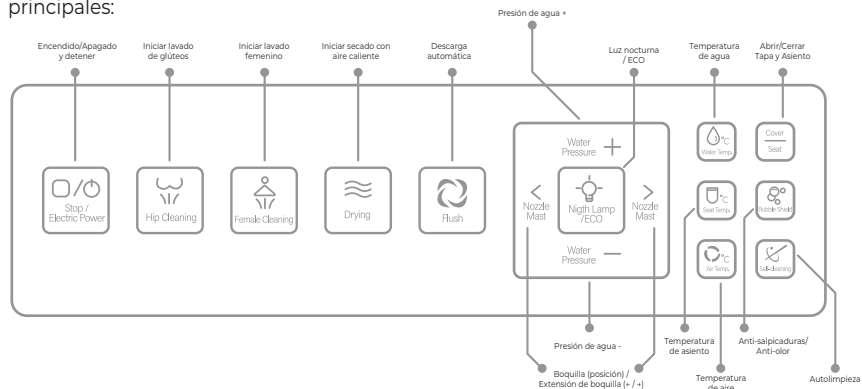 principales:
Presión de agua +
Encendido/Apagado
y detener
Iniciar lavado
de glúteos
Iniciar lavado
femenino
Iniciar secado con
aire caliente
Descarga
automática
Luz nocturna
/ ECO
Temperatura
de agua
Abrir/Cerrar
Tapa y Asiento
Stop /
Electric Power
Hip Cleaning
Female Cleaning
Drying
Flush
Water
Pressure +
< Nozzle
Mast
Nigth Lamp
/ECO
> Nozzle
Mast
Water
Pressure —
°C
Water Temp.
Cover
Seat
°C
Seat Temp.
Bubble Shield
°C
Air Temp.
Self-cleaning
Presión de agua -
Boquilla (posición) /
Extensión de boquilla (← / →)
Temperatura
de asiento
Anti-salpicaduras/
Anti-olor
Temperatura
de aire
Autolimpieza